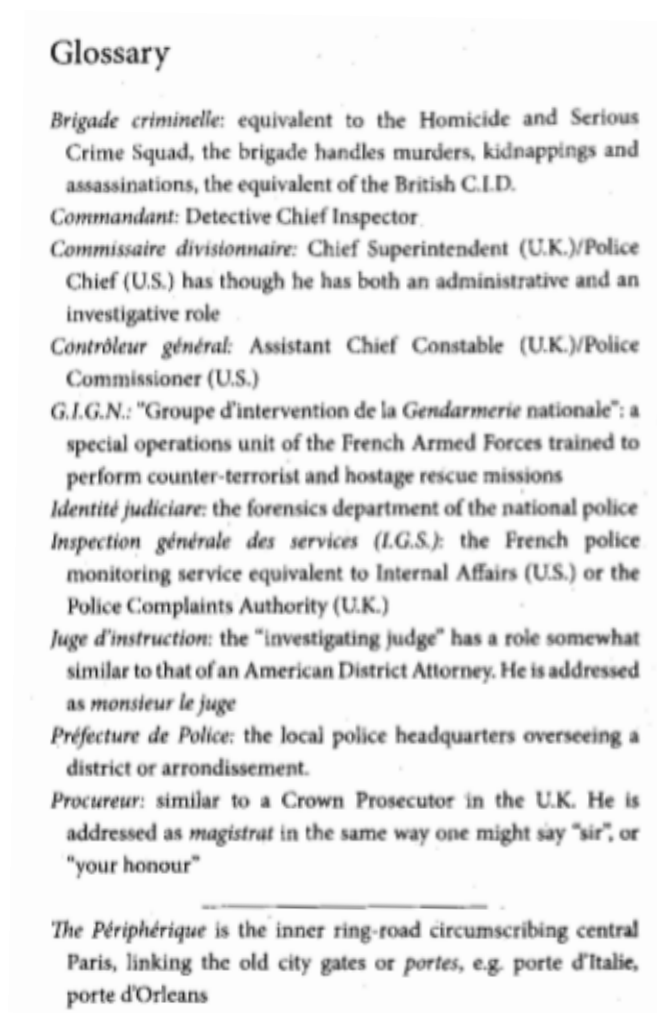 Glossary
Brigade criminelle: equivalent to the Homicide and Serious
Crime Squad, the brigade handles murders, kidnappings and
assassinations, the equivalent of the British C.I.D.
Commandant: Detective Chief Inspector
Commissaire divisionnaire: Chief Superintendent (U.K.)/Police
Chief (U.S.) has though he has both an administrative and an
investigative role
Contrôleur général: Assistant Chief Constable (U.K.)/Police
Commissioner (U.S.)
G.I.G.N.: "Groupe d'intervention de la Gendarmerie nationale": a
special operations unit of the French Armed Forces trained to
perform counter-terrorist and hostage rescue missions
Identité judiciare: the forensics department of the national police
Inspection générale des services (I.G.S.): the French police
monitoring service equivalent to Internal Affairs (U.S.) or the
Police Complaints Authority (U.K.)
Juge d'instruction: the "investigating judge" has a role somewhat
similar to that of an American District Attorney. He is addressed
as monsieur le juge
Préfecture de Police: the local police headquarters overseeing a
district or arrondissement.
Procureur: similar to a Crown Prosecutor in the U.K. He is
addressed as magistrat in the same way one might say "sir", or
"your honour"
The Périphérique is the inner ring-road circumscribing central
Paris, linking the old city gates or portes, e.g. porte d'Italie,
porte d'Orleans